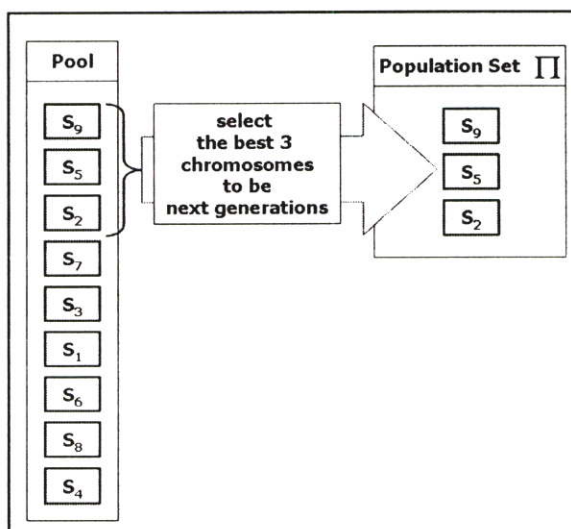 Pool
S₉
S₅
S₂
S₇
S₃
S₁
S₆
S₈
S₄
select
the best 3
chromosomes
to be
next generations
Population Set ∏
S₉
S₅
S₂